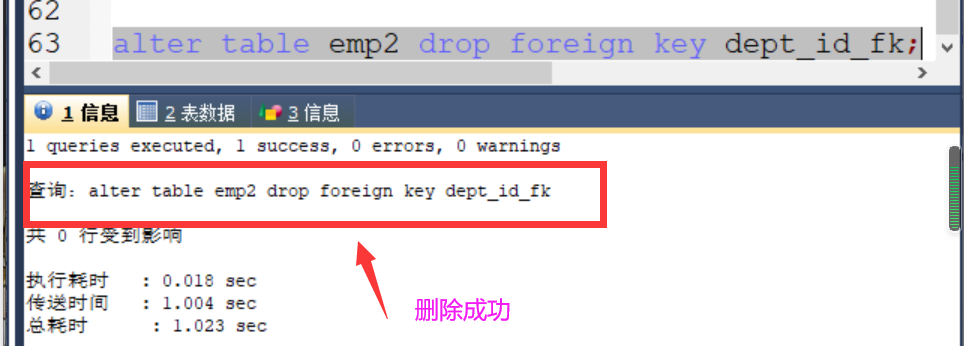 62
63 alter table emp2 drop foreign key dept_id_fk;
1 信息 2 表数据 3 信息
1 queries executed, 1 success, 0 errors, 0 warnings
查询: alter table emp2 drop foreign key dept_id_fk
共 0 行受到影响
执行耗时 : 0.018 sec
传送时间 : 1.004 sec
总耗时 : 1.023 sec
删除成功